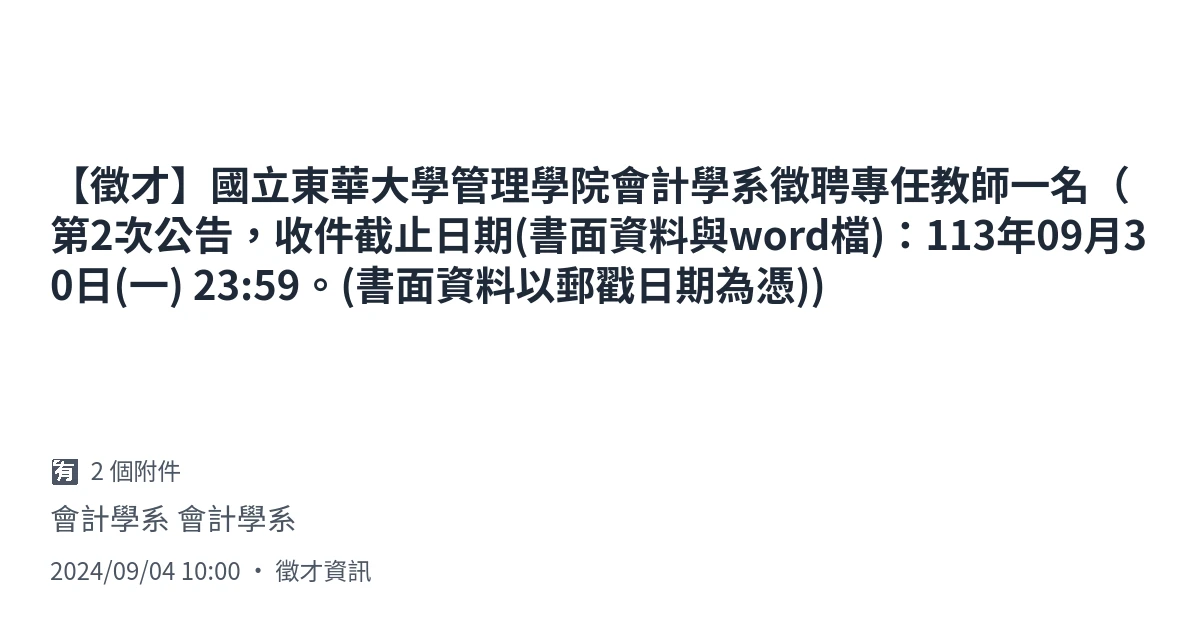 【徵才】國立東華大學管理學院會計學系徵聘專任教師一名（
第2次公告，收件截止日期(書面資料與word檔)：113年09月3
0日(一) 23:59。(書面資料以郵戳日期為憑))
🈶 2 個附件
會計學系 會計學系
2024/09/04 10:00 ・ 徵才資訊